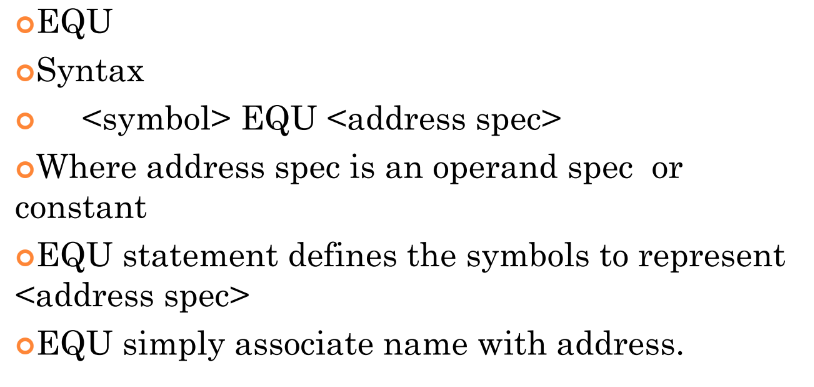 EQU
Syntax
<symbol> EQU <address spec>
Where address spec is an operand spec or
constant
EQU statement defines the symbols to represent
<address spec>
EQU simply associate name with address.